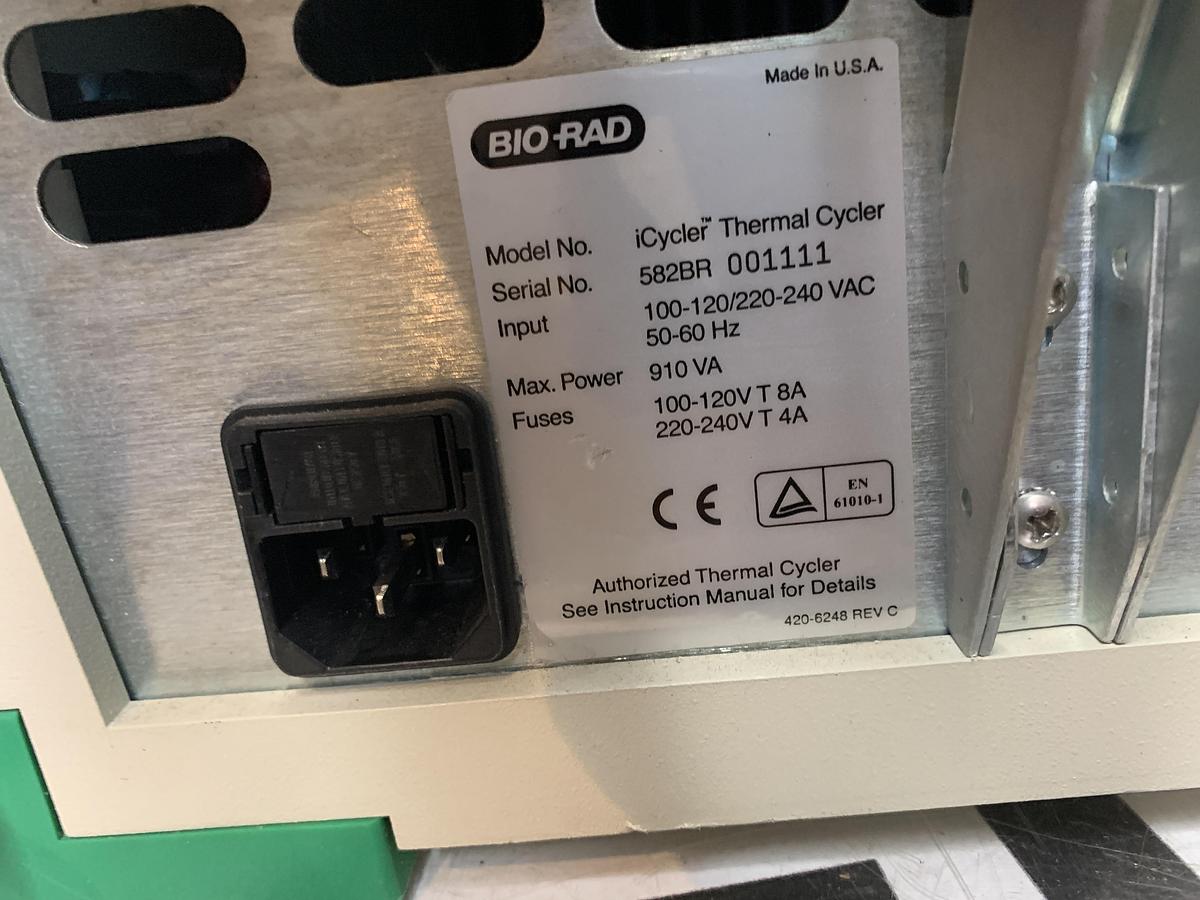 Made In U.S.A.
BIO-RAD
Model No. iCycler™ Thermal Cycler
Serial No. 582BR 001111
Input 100-120/220-240 VAC
50-60 Hz
Max. Power 910 VA
Fuses 100-120V T 8A
220-240V T 4A
CE
EN
61010-1
Authorized Thermal Cycler
See Instruction Manual for Details
420-6248 REV C